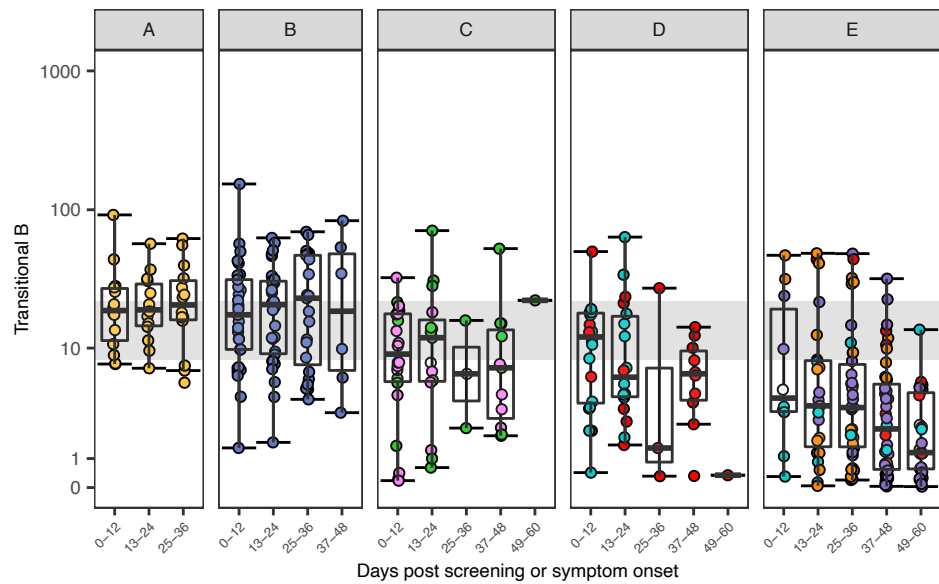 A B C D E
1000
100
10
1
0
Transitional B
0–12 13–24 25–36 0–12 13–24 25–36 37–48 0–12 13–24 25–36 37–48 49–60 0–12 13–24 25–36 37–48 49–60 0–12 13–24 25–36 37–48 49–60
Days post screening or symptom onset